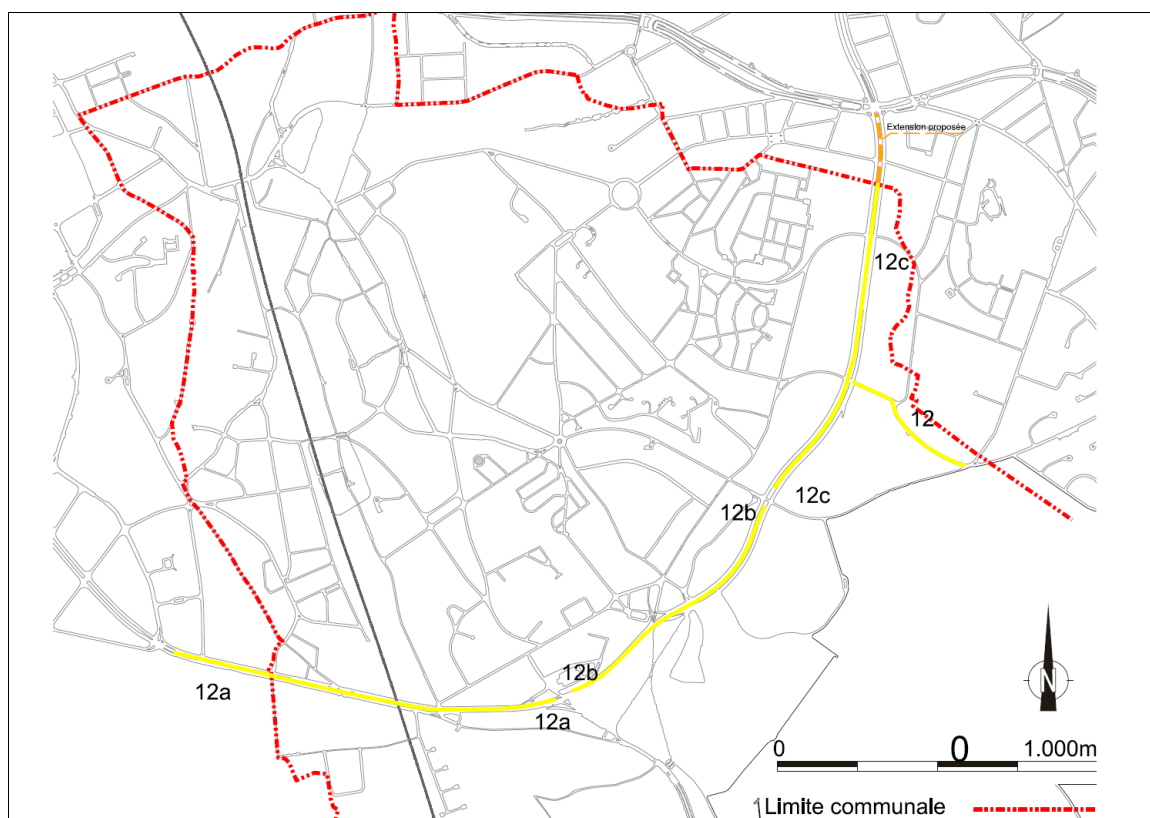 Extension proposée
12c
12
12c
12b
12b
12a
12a
N
0 0 1.000m
Limite communale